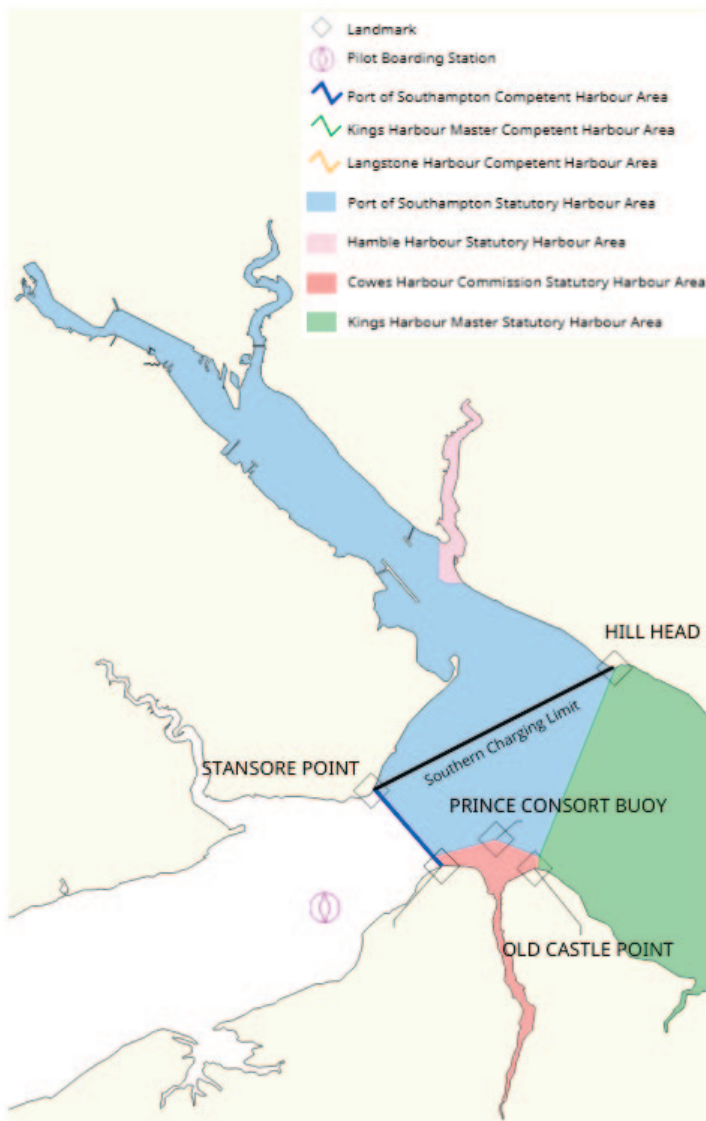 Landmark
Pilot Boarding Station
Port of Southampton Competent Harbour Area
Kings Harbour Master Competent Harbour Area
Langstone Harbour Competent Harbour Area
Port of Southampton Statutory Harbour Area
Hamble Harbour Statutory Harbour Area
Cowes Harbour Commission Statutory Harbour Area
Kings Harbour Master Statutory Harbour Area
HILL HEAD
Southern Charging Limit
STANSORE POINT
PRINCE CONSORT BUOY
OLD CASTLE POINT